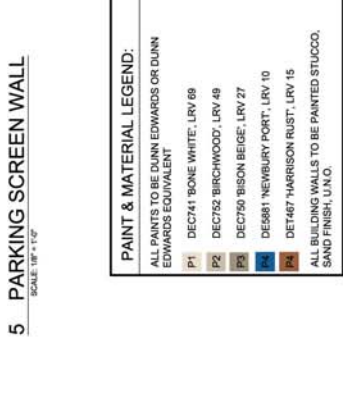 5 PARKING SCREEN WALL
SCALE: 1/8" = 1'-0"
PAINT & MATERIAL LEGEND:
ALL PAINTS TO BE DUNN EDWARDS OR DUNN
EDWARDS EQUIVALENT
P1 DEC741 'BONE WHITE', LRV 69
P2 DEC752 'BIRCHWOOD', LRV 49
P3 DEC750 'BISON BEIGE', LRV 27
P4 DE5881 'NEWBURY PORT', LRV 10
P4 DET467 'HARRISON RUST', LRV 15
ALL BUILDING WALLS TO BE PAINTED STUCCO,
SAND FINISH, U.N.O.